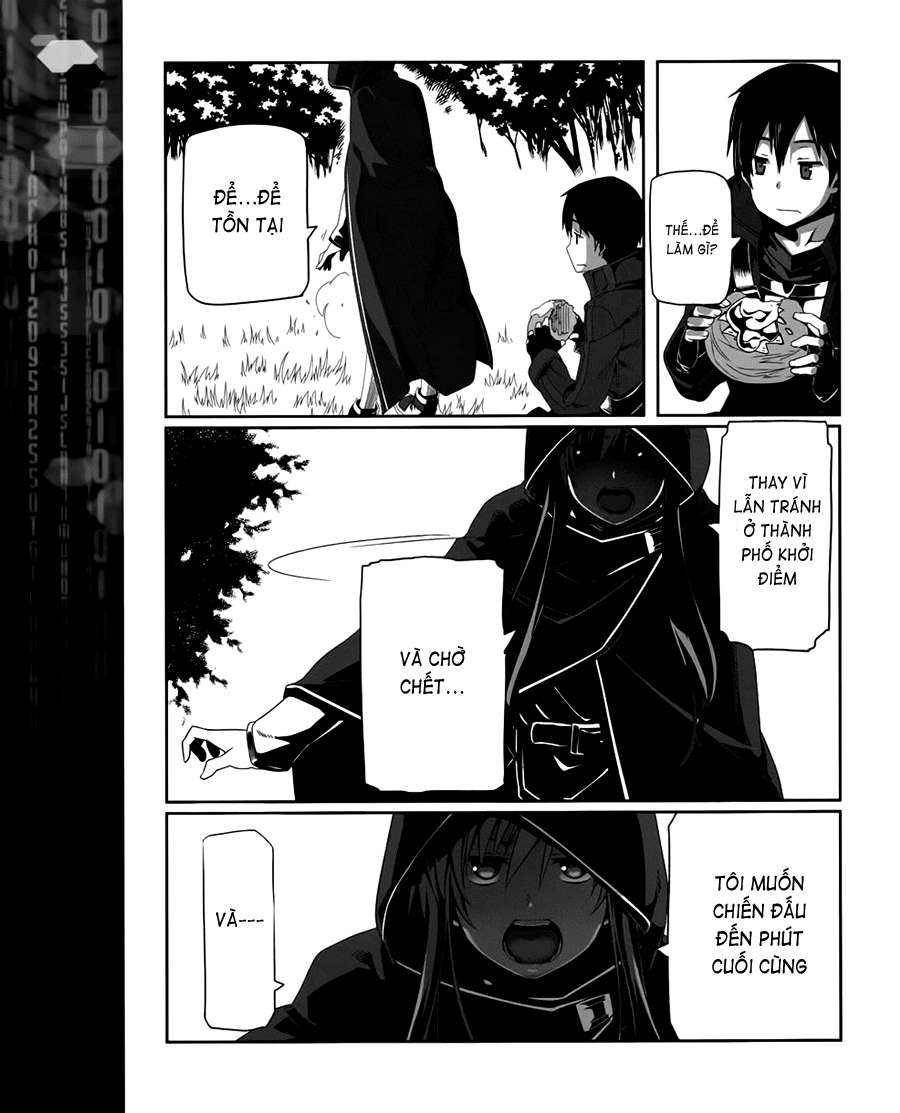 THẾ...ĐỂ
LÀM GÌ?
ĐỂ...ĐỂ
TỒN TẠI
THAY VÌ
LẪN TRÁNH
Ở THÀNH
PHỐ KHỞI
ĐIỂM
VÀ CHỜ
CHẾT...
TÔI MUỐN
CHIẾN ĐẤU
ĐẾN PHÚT
CUỐI CÙNG
VÀ---